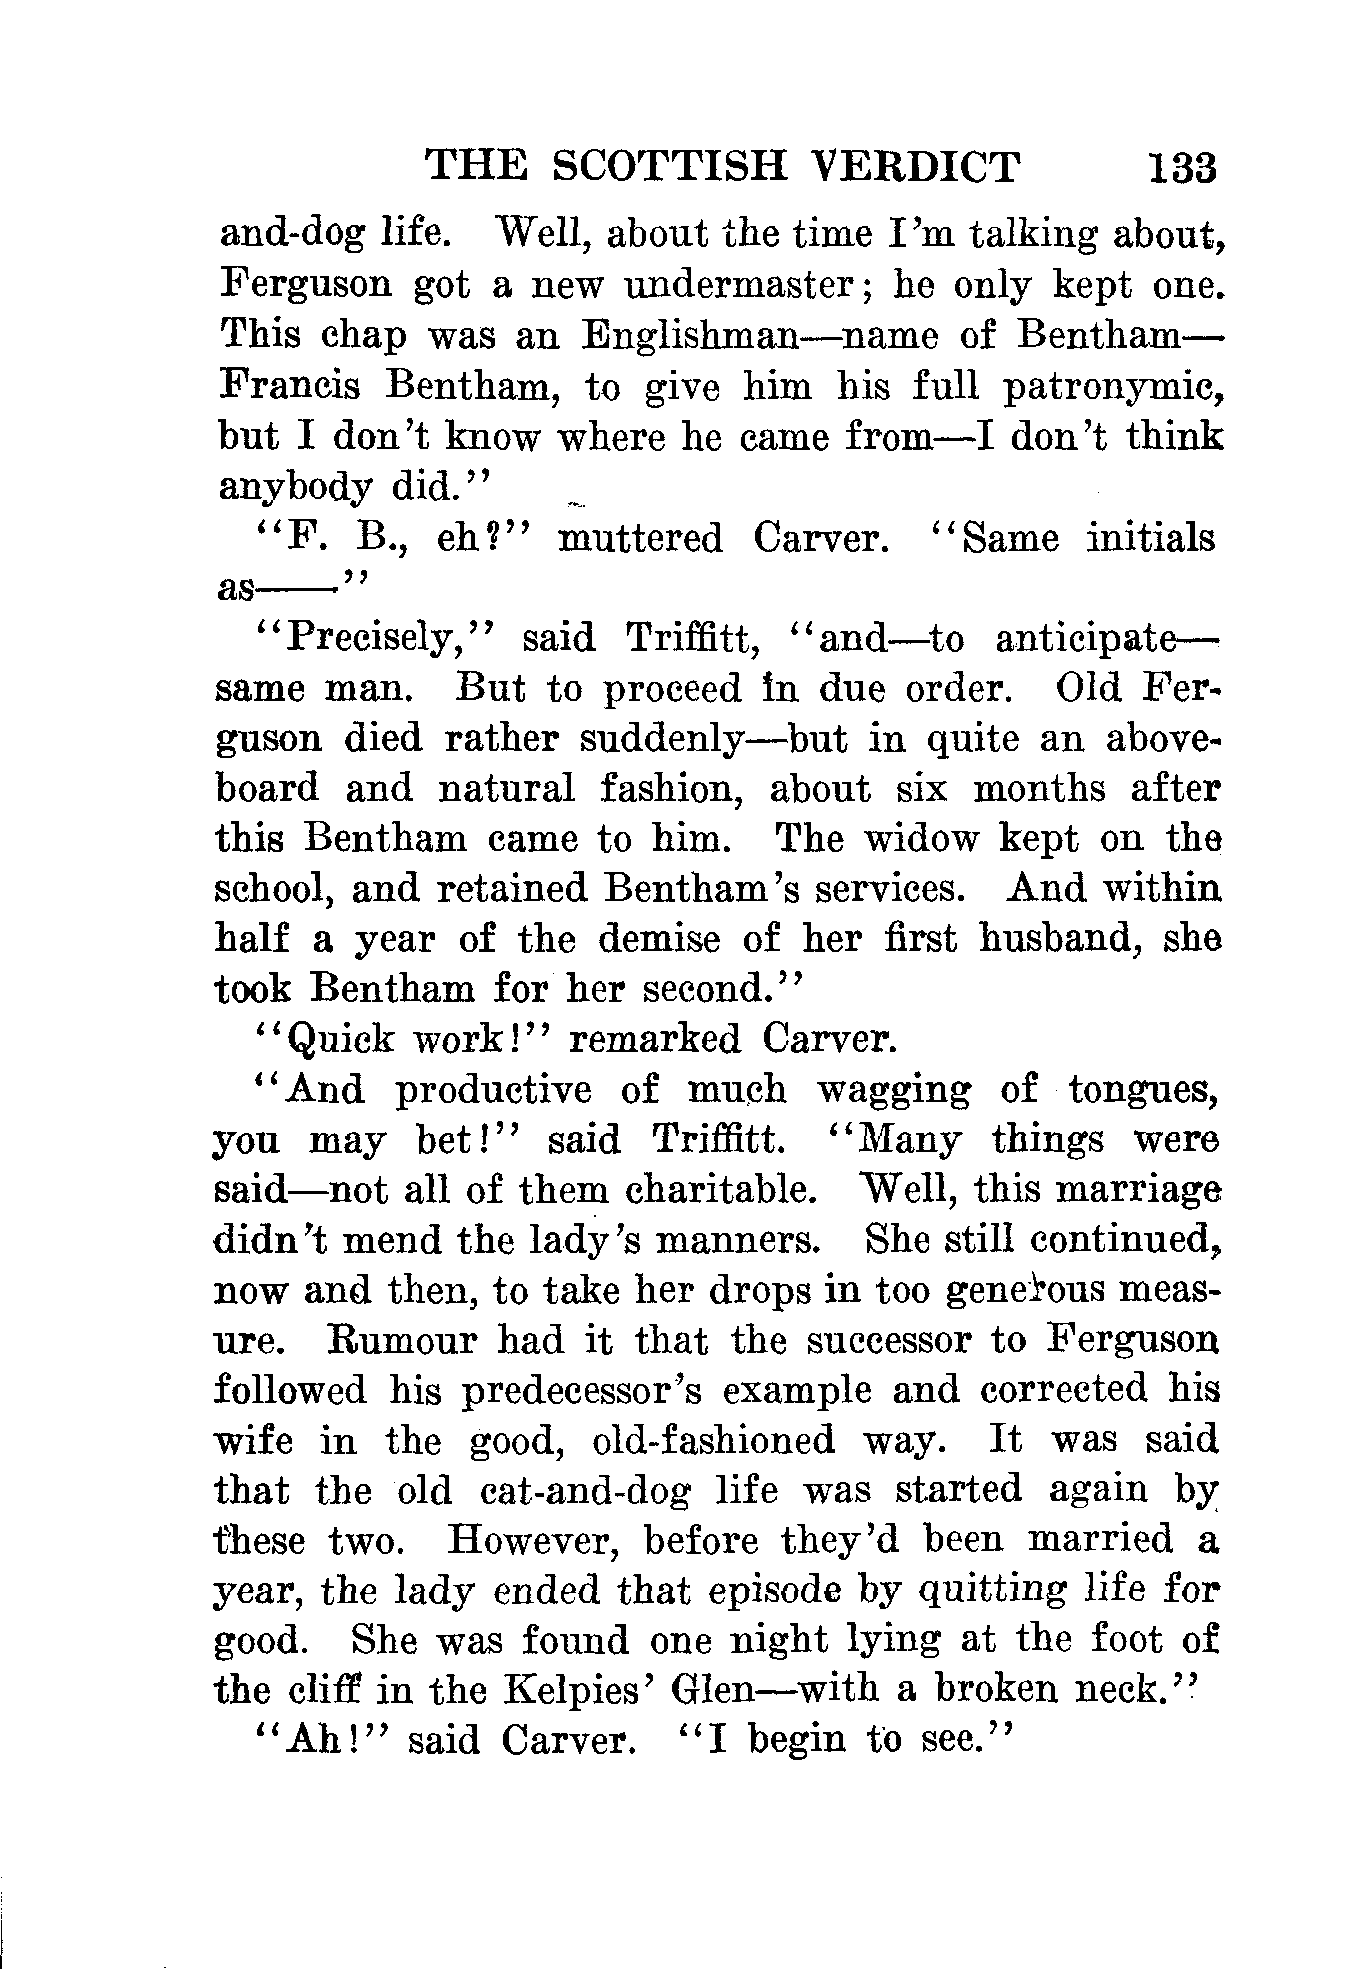 THE SCOTTISH VERDICT 133
and-dog life. Well, about the time I'm talking about,
Ferguson got a new undermaster; he only kept one.
This chap was an Englishman—name of Bentham—
Francis Bentham, to give him his full patronymic,
but I don't know where he came from—I don't think
anybody did."
"F. B., eh?" muttered Carver. "Same initials
as——"
"Precisely," said Triffitt, "and—to anticipate—
same man. But to proceed in due order. Old Fer-
guson died rather suddenly—but in quite an above-
board and natural fashion, about six months after
this Bentham came to him. The widow kept on the
school, and retained Bentham's services. And within
half a year of the demise of her first husband, she
took Bentham for her second."
"Quick work!" remarked Carver.
"And productive of much wagging of tongues,
you may bet!" said Triffitt. "Many things were
said—not all of them charitable. Well, this marriage
didn't mend the lady's manners. She still continued,
now and then, to take her drops in too generous meas-
ure. Rumour had it that the successor to Ferguson
followed his predecessor's example and corrected his
wife in the good, old-fashioned way. It was said
that the old cat-and-dog life was started again by
these two. However, before they'd been married a
year, the lady ended that episode by quitting life for
good. She was found one night lying at the foot of
the cliff in the Kelpies' Glen—with a broken neck."
"Ah!" said Carver. "I begin to see."